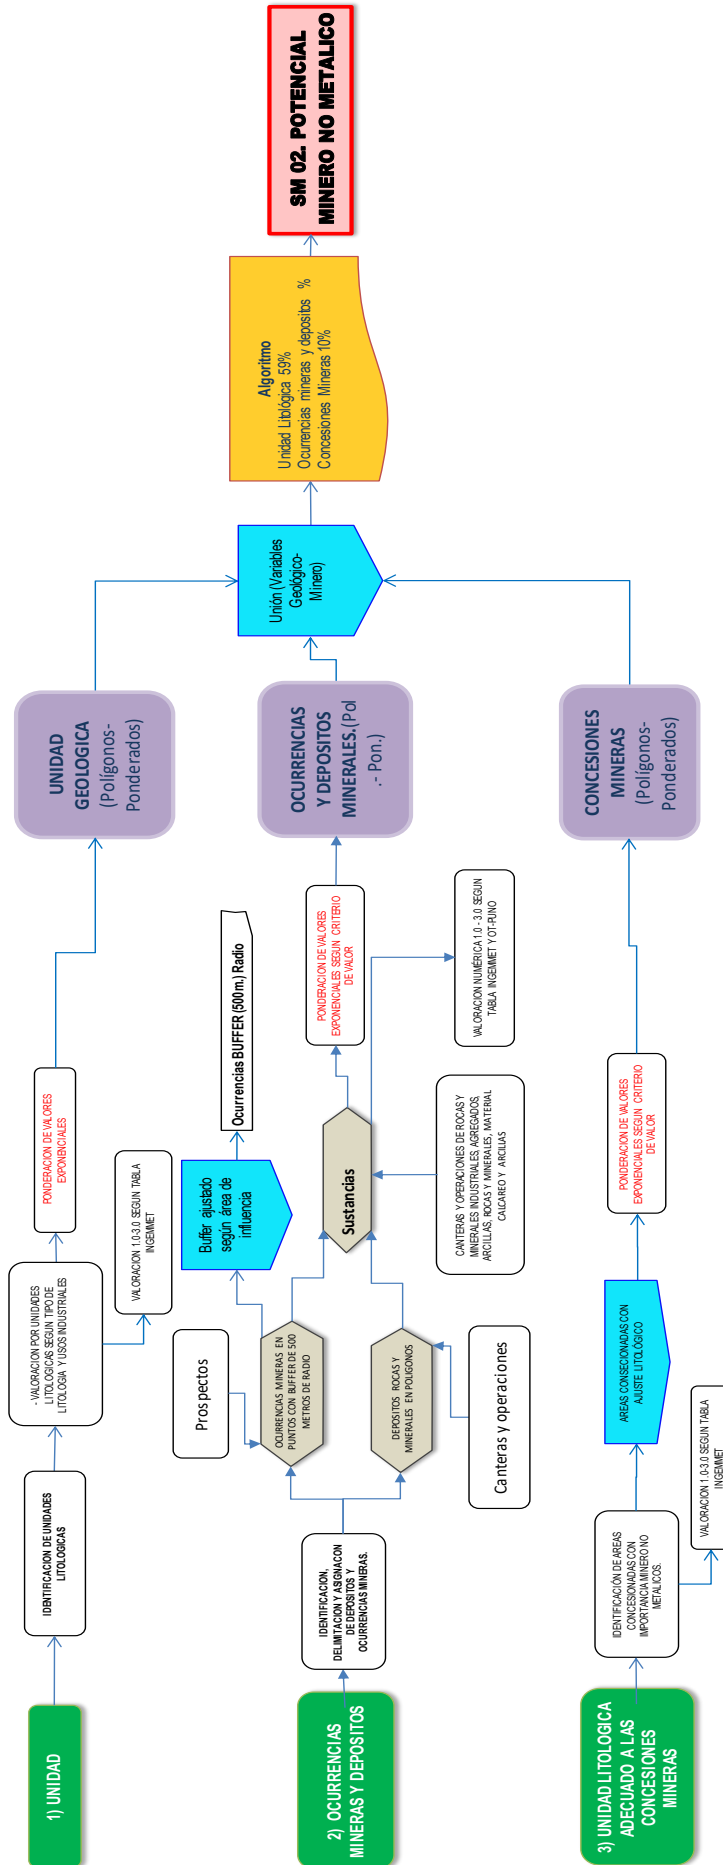 1) UNIDAD
IDENTIFICACION DE UNIDADES
LITOLOGICAS
- VALORACION POR UNIDADES
LITOLOGICAS SEGÚN TIPO DE
LITOLOGIA Y USOS INDUSTRIALES
VALORACION 1.0-3.0 SEGUN TABLA
INGEMMET
PONDERACION DE VALORES
EXPONENCIALES
UNIDAD
GEOLOGICA
(Polígonos-
Ponderados)
2) OCURRENCIAS
MINERAS Y DEPOSITOS
IDENTIFICACION,
DELIMITACION Y ASIGNACON
DE DEPOSITOS Y
OCURRENCIAS MINERAS.
Prospectos
OCURRENCIAS MINERAS EN
PUNTOS CON BUFFER DE 500
METROS DE RADIO
DEPOSITOS ROCAS Y
MINERALES EN POLIGONOS
Canteras y operaciones
Buffer ajustado
según área de
influencia
Ocurrencias BUFFER (500m.) Radio
Sustancias
CANTERAS Y OPERACIONES DE ROCAS Y
MINERALES INDUSTRIALES, AGREGADOS,
ARCILLAS, ROCAS Y MINERALES, MATERIAL
CALCAREO Y ARCILLAS
PONDERACION DE VALORES
EXPONENCIALES SEGÚN CRITERIO
DE VALOR
VALORACION NUMÉRICA 1.0 - 3.0 SEGUN
TABLA INGEMMET Y OT-PUNO
OCURRENCIAS
Y DEPOSITOS
MINERALES.(Pol
.- Pon.)
3) UNIDAD LITOLOGICA
ADECUADO A LAS
CONCESIONES
MINERAS
IDENTIFICACIÓN DE AREAS
CONCESIONADAS CON
IMPORTANCIA MINERO NO
METALICOS.
VALORACION 1.0-3.0 SEGUN TABLA
INGEMMET
AREAS CONSECIONADAS CON
AJUSTE LITOLÓGICO
PONDERACION DE VALORES
EXPONENCIALES SEGÚN CRITERIO
DE VALOR
CONCESIONES
MINERAS
(Polígonos-
Ponderados)
Unión (Variables
Geológico-
Minero)
Algoritmo
Unidad Litológica 59%
Ocurrencias mineras y depositos %
Concesiones Mineras 10%
SM 02. POTENCIAL
MINERO NO METALICO